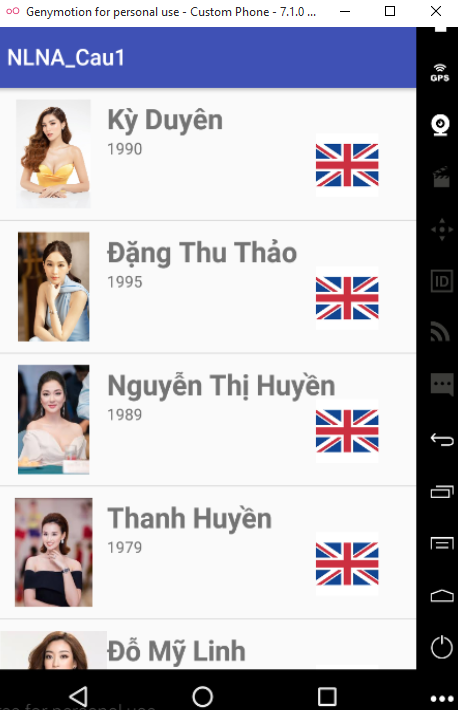 Genymotion for personal use - Custom Phone - 7.1.0 ...
NLNA_Cau1
GPS
Kỳ Duyên
1990
Đặng Thu Thảo
1995
ID
Nguyễn Thị Huyền
1989
Thanh Huyền
1979
Đỗ Mỹ Linh
for personal use